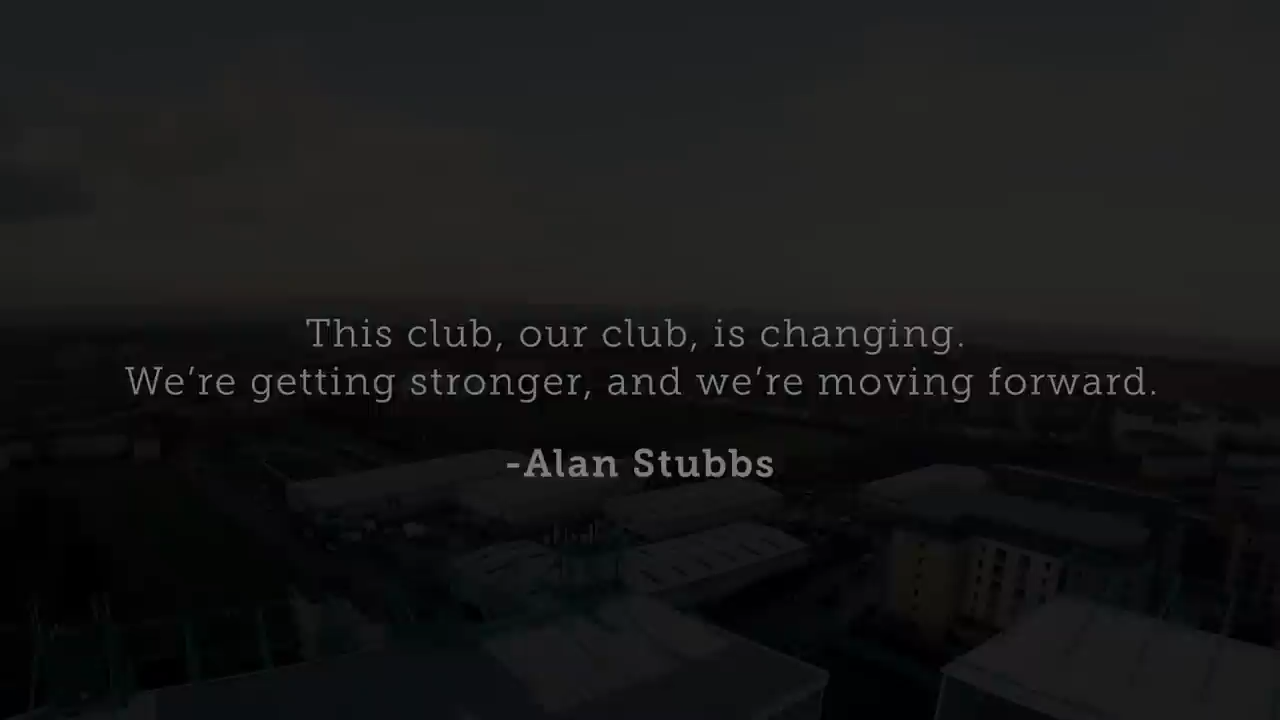 This club, our club, is changing.
We’re getting stronger, and we’re moving forward.
-Alan Stubbs